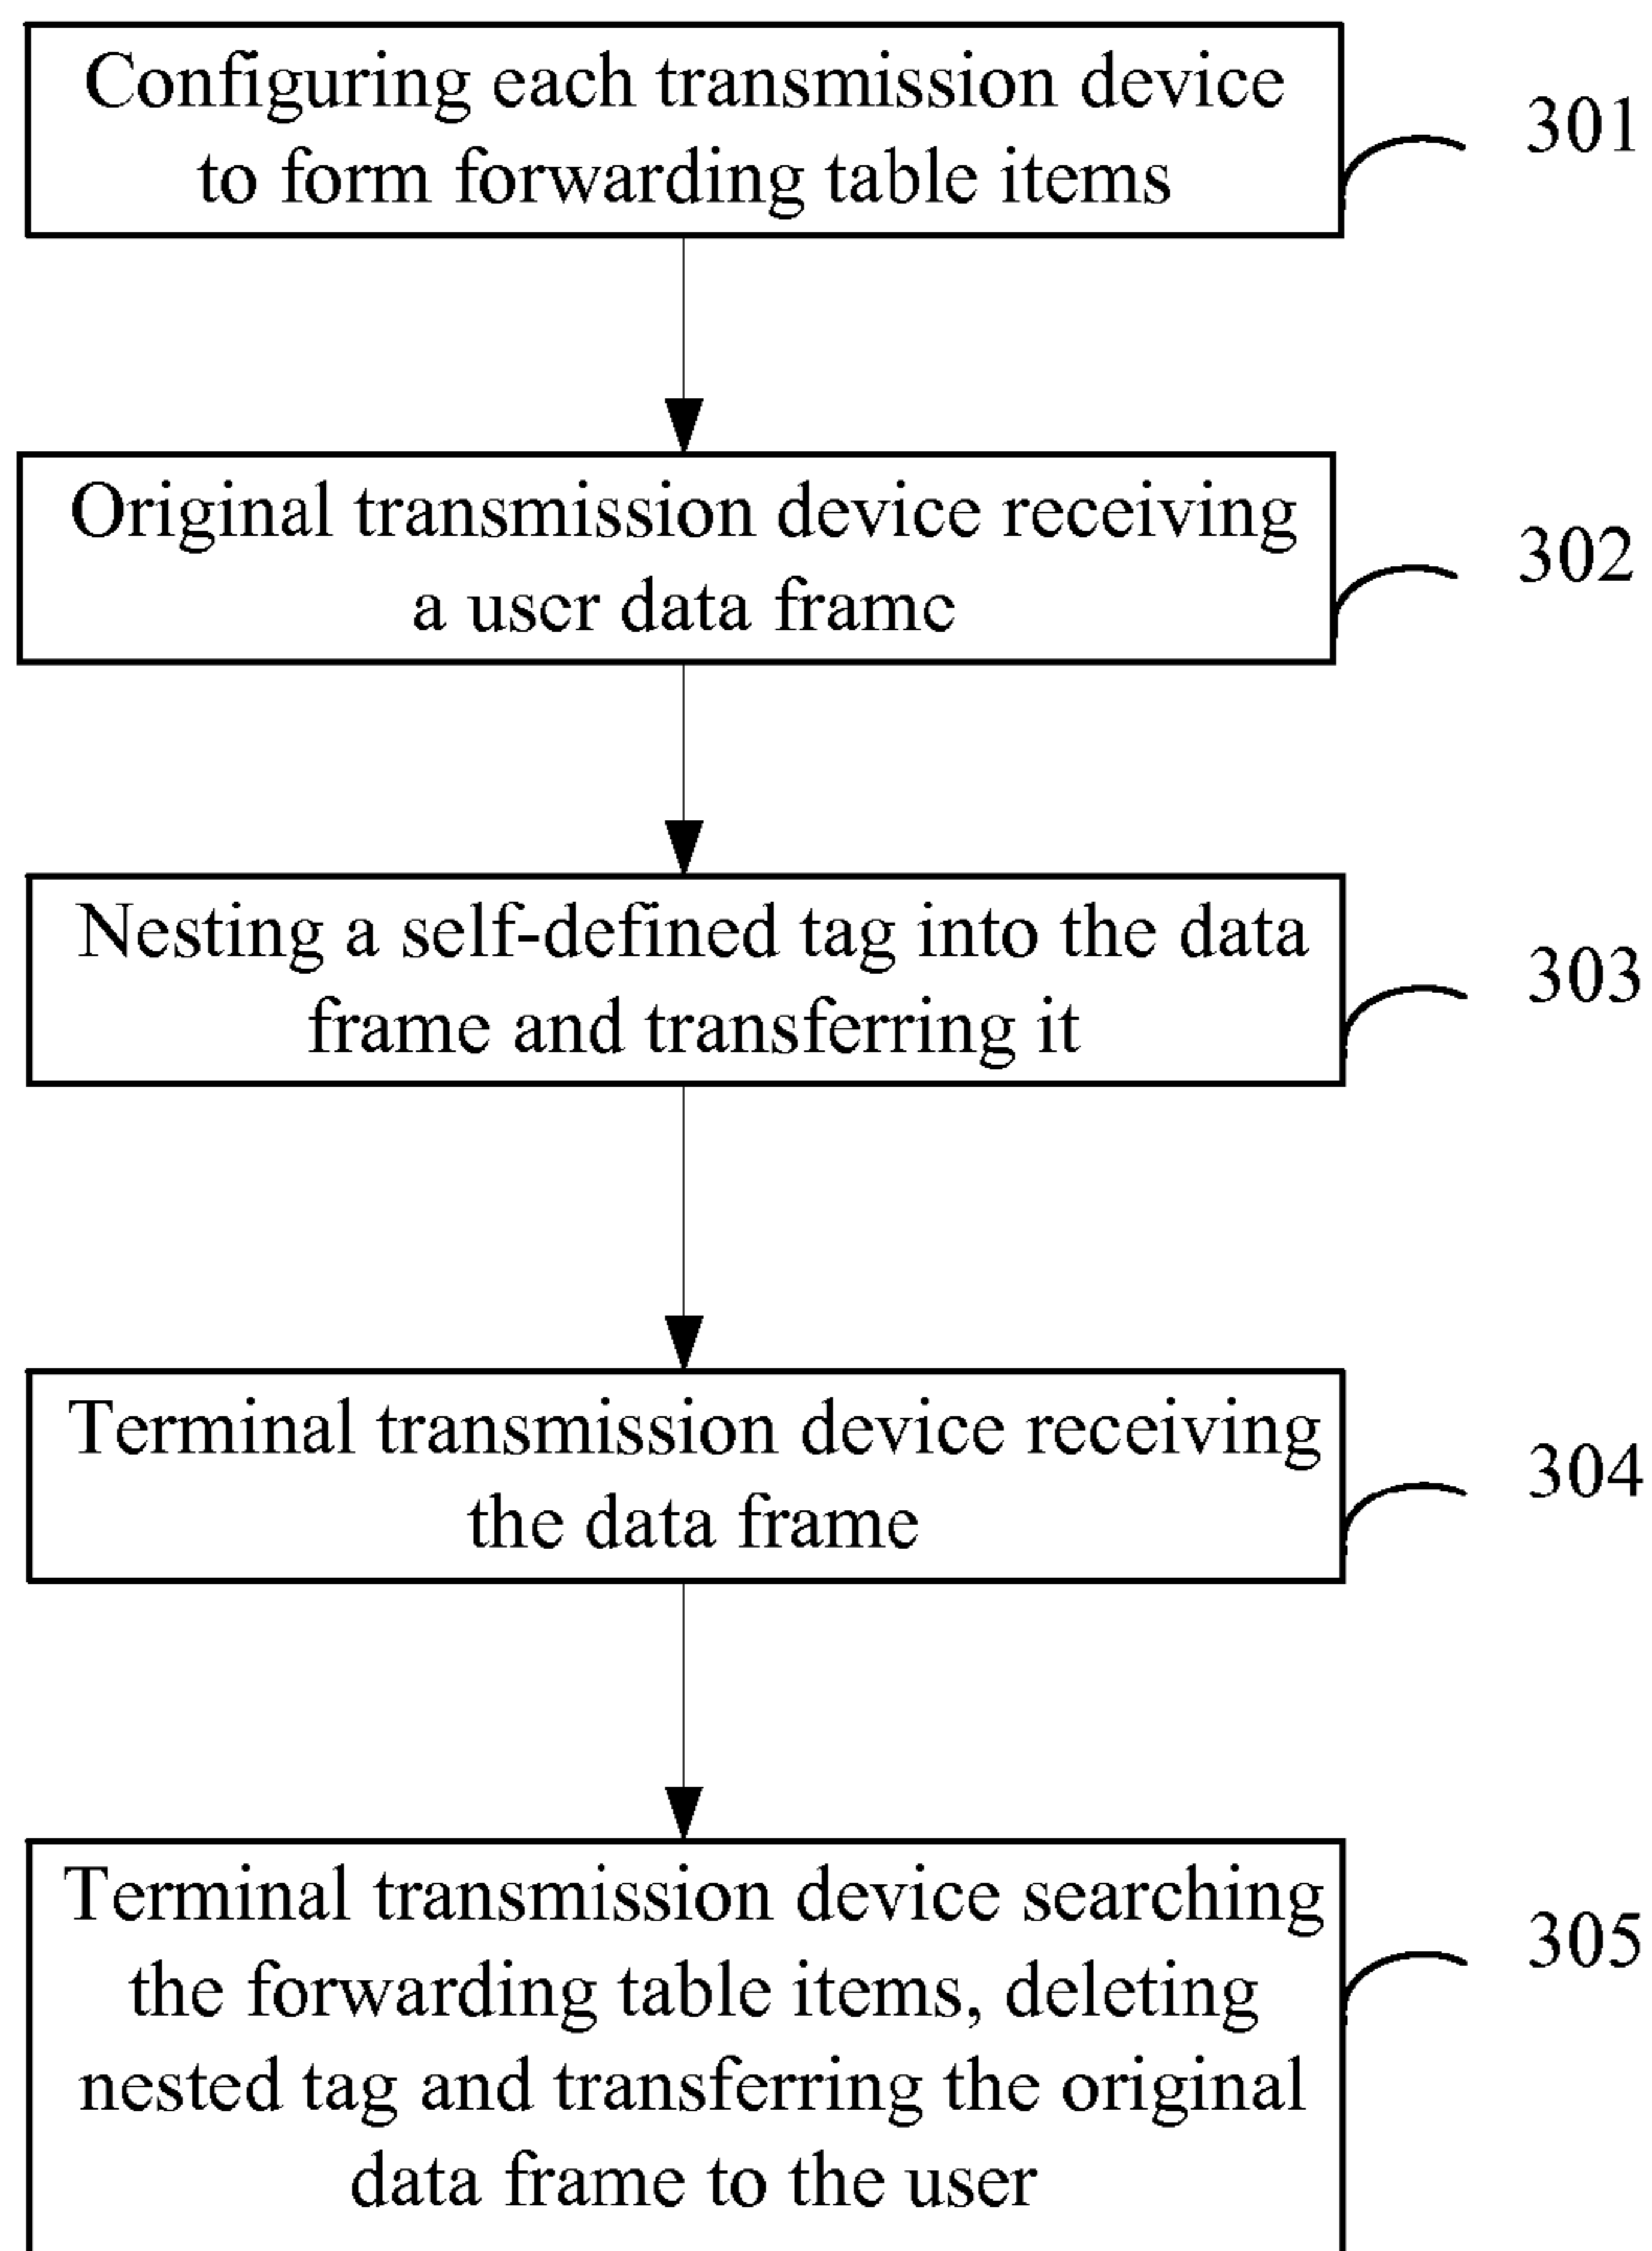 Configuring each transmission device
to form forwarding table items
301
Original transmission device receiving
a user data frame
302
Nesting a self-defined tag into the data
frame and transferring it
303
Terminal transmission device receiving
the data frame
304
Terminal transmission device searching
the forwarding table items, deleting
nested tag and transferring the original
data frame to the user
305